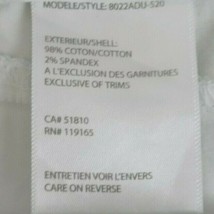 MODELE/STYLE: 8022ADU-520
EXTERIEUR/SHELL:
98% COTON/COTTON
2% SPANDEX
A L'EXCLUSION DES GARNITURES
EXCLUSIVE OF TRIMS
CA# 51810
RN# 119165
ENTRETIEN VOIR L'ENVERS
CARE ON REVERSE